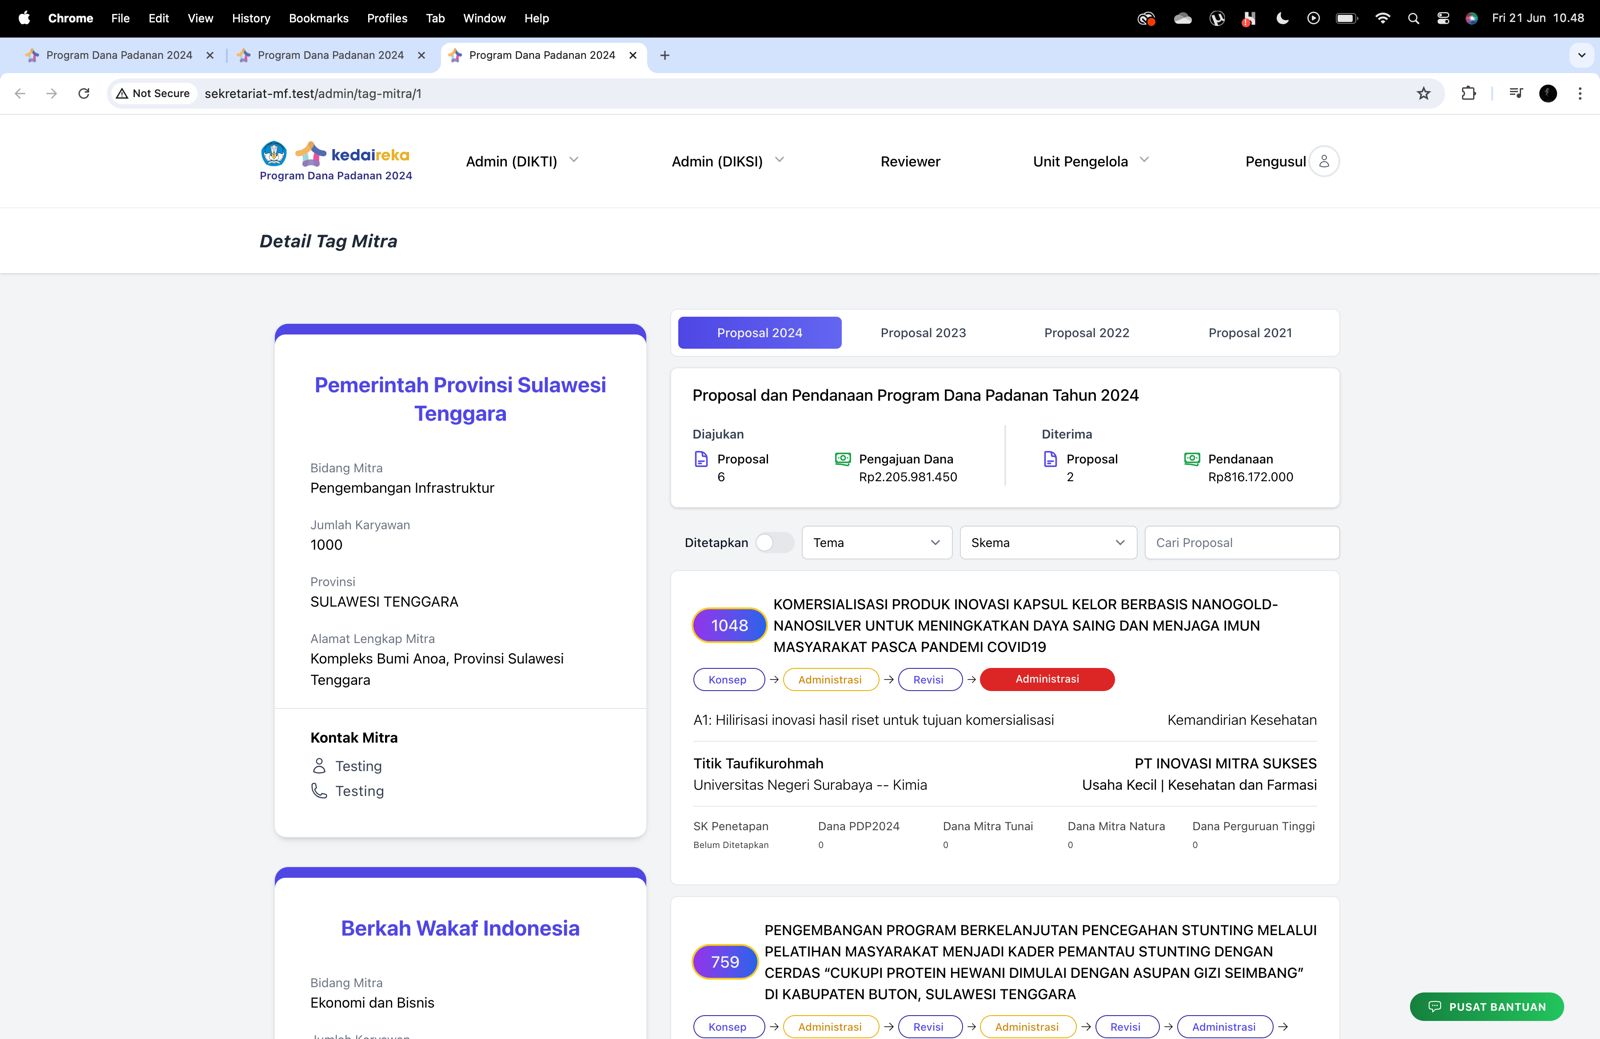 Chrome File Edit View History Bookmarks Profiles Tab Window Help Fri 21 Jun 10.48
Program Dana Padanan 2024 Program Dana Padanan 2024 Program Dana Padanan 2024
Not Secure sekretariat-mf.test/admin/tag-mitra/1
kedaireka
Program Dana Padanan 2024
Admin (DIKTI) Admin (DIKSI) Reviewer Unit Pengelola Pengusul
Detail Tag Mitra
Pemerintah Provinsi Sulawesi
Tenggara
Bidang Mitra
Pengembangan Infrastruktur
Jumlah Karyawan
1000
Provinsi
SULAWESI TENGGARA
Alamat Lengkap Mitra
Kompleks Bumi Anoa, Provinsi Sulawesi
Tenggara
Kontak Mitra
Testing
Testing
Berkah Wakaf Indonesia
Bidang Mitra
Ekonomi dan Bisnis
Jumlah Karyawan
Proposal 2024 Proposal 2023 Proposal 2022 Proposal 2021
Proposal dan Pendanaan Program Dana Padanan Tahun 2024
Diajukan Diterima
Proposal Pengajuan Dana Proposal Pendanaan
6 Rp2.205.981.450 2 Rp816.172.000
Ditetapkan Tema Skema Cari Proposal
1048
KOMERSIALISASI PRODUK INOVASI KAPSUL KELOR BERBASIS NANOGOLD-
NANOSILVER UNTUK MENINGKATKAN DAYA SAING DAN MENJAGA IMUN
MASYARAKAT PASCA PANDEMI COVID19
Konsep → Administrasi → Revisi → Administrasi
A1: Hilirisasi inovasi hasil riset untuk tujuan komersialisasi Kemandirian Kesehatan
Titik Taufikurohmah PT INOVASI MITRA SUKSES
Universitas Negeri Surabaya -- Kimia Usaha Kecil | Kesehatan dan Farmasi
SK Penetapan Dana PDP2024 Dana Mitra Tunai Dana Mitra Natura Dana Perguruan Tinggi
Belum Ditetapkan 0 0 0 0
759
PENGEMBANGAN PROGRAM BERKELANJUTAN PENCEGAHAN STUNTING MELALUI
PELATIHAN MASYARAKAT MENJADI KADER PEMANTAU STUNTING DENGAN
CERDAS “CUKUPI PROTEIN HEWANI DIMULAI DENGAN ASUPAN GIZI SEIMBANG”
DI KABUPATEN BUTON, SULAWESI TENGGARA
Konsep → Administrasi → Revisi → Administrasi → Revisi → Administrasi →
PUSAT BANTUAN